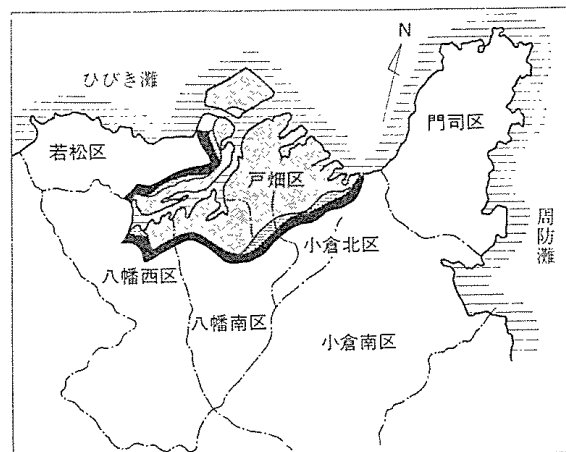 N
ひびき灘
門司区
若松区
戸畑区
周防灘
小倉北区
八幡西区
八幡南区
小倉南区